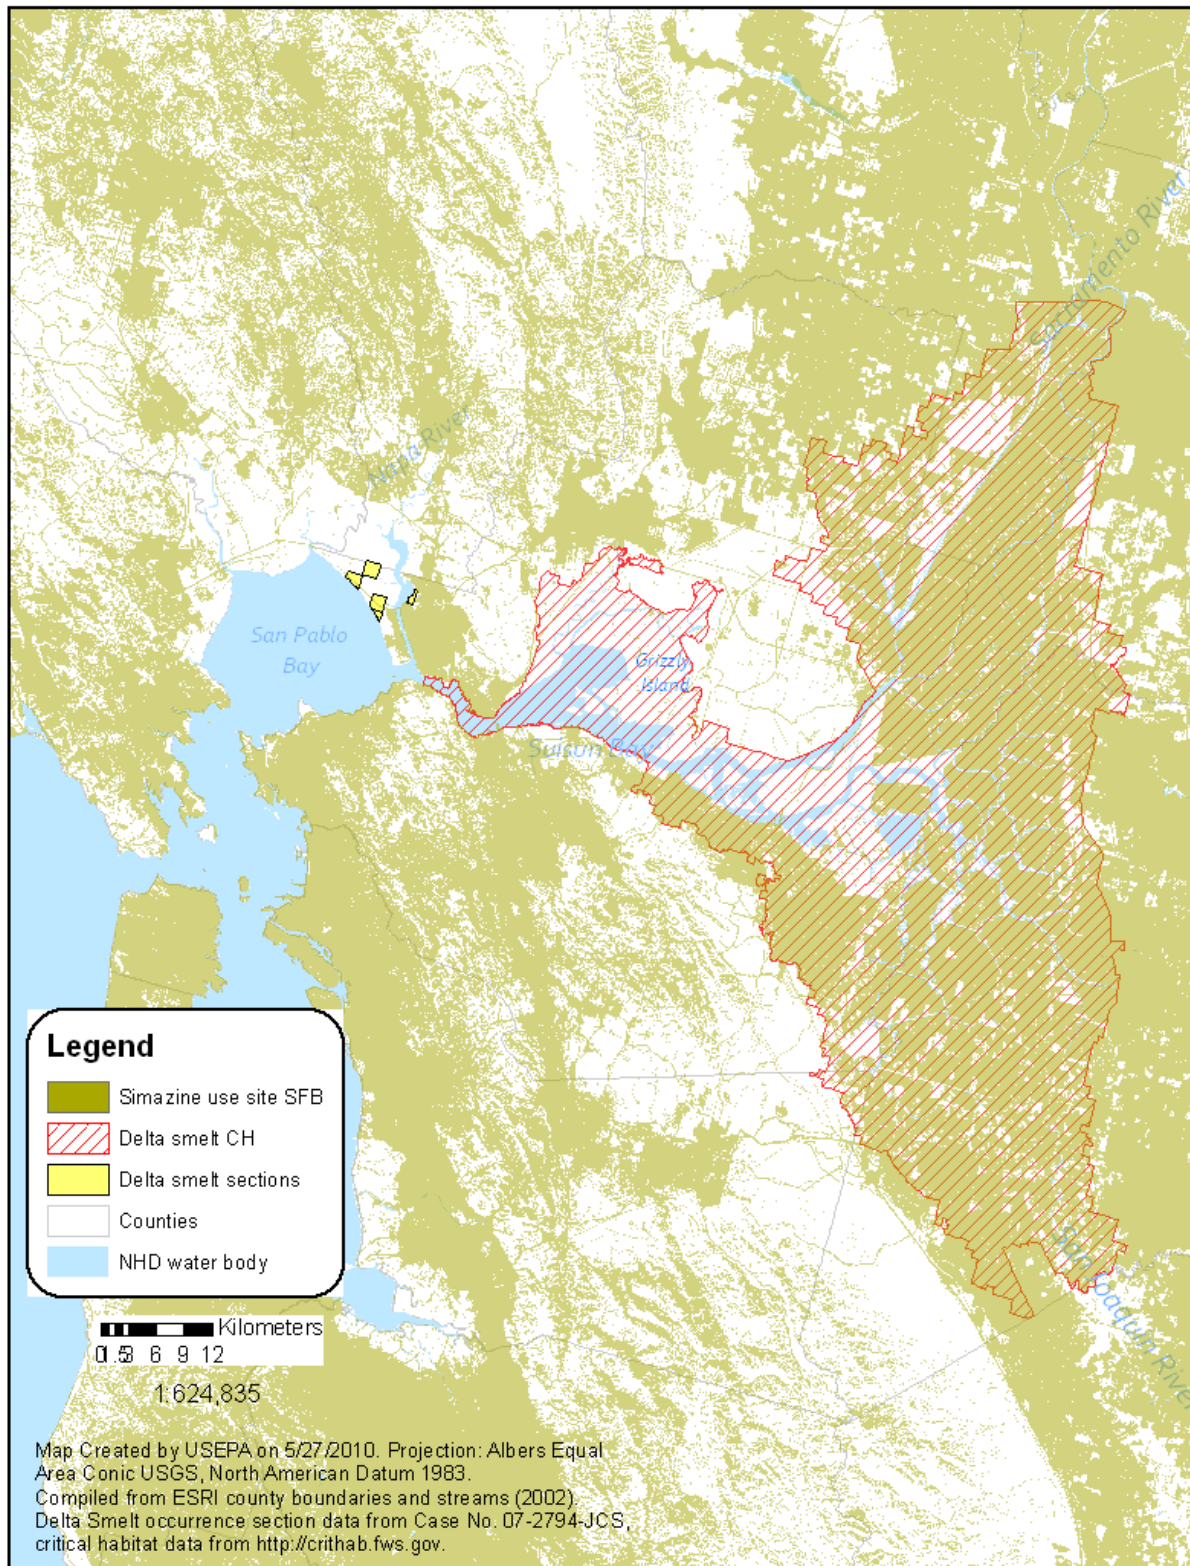 Sacramento River
Napa River
San Pablo
Bay
Grizzly
Island
Suisun Bay
Legend
Simazine use site SFB
Delta smelt CH
Delta smelt sections
Counties
NHD water body
San Joaquin River
Kilometers
0 1.5 3 6 9 12
1:624,835
Map Created by USEPA on 5/27/2010. Projection: Albers Equal
Area Conic USGS, North American Datum 1983.
Compiled from ESRI county boundaries and streams (2002).
Delta Smelt occurrence section data from Case No. 07-2794-JCS,
critical habitat data from http://crithab.fws.gov.